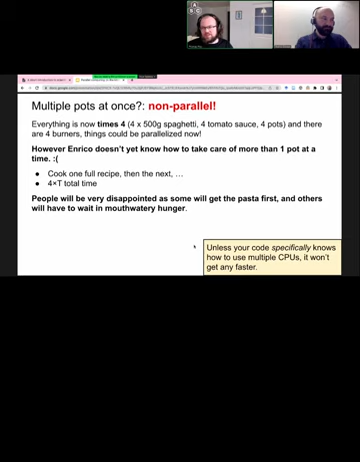 Multiple pots at once?: non-parallel!
Everything is now times 4 (4 x 500g spaghetti, 4 tomato sauce, 4 pots) and there
are 4 burners, things could be parallelized now!
However Enrico doesn't yet know how to take care of more than 1 pot at a
time. :(
● Cook one full recipe, then the next, ...
● 4×T total time
People will be very disappointed as some will get the pasta first, and others
will have to wait in mouthwatery hunger.
Unless your code specifically knows
how to use multiple CPUs, it won't
get any faster.